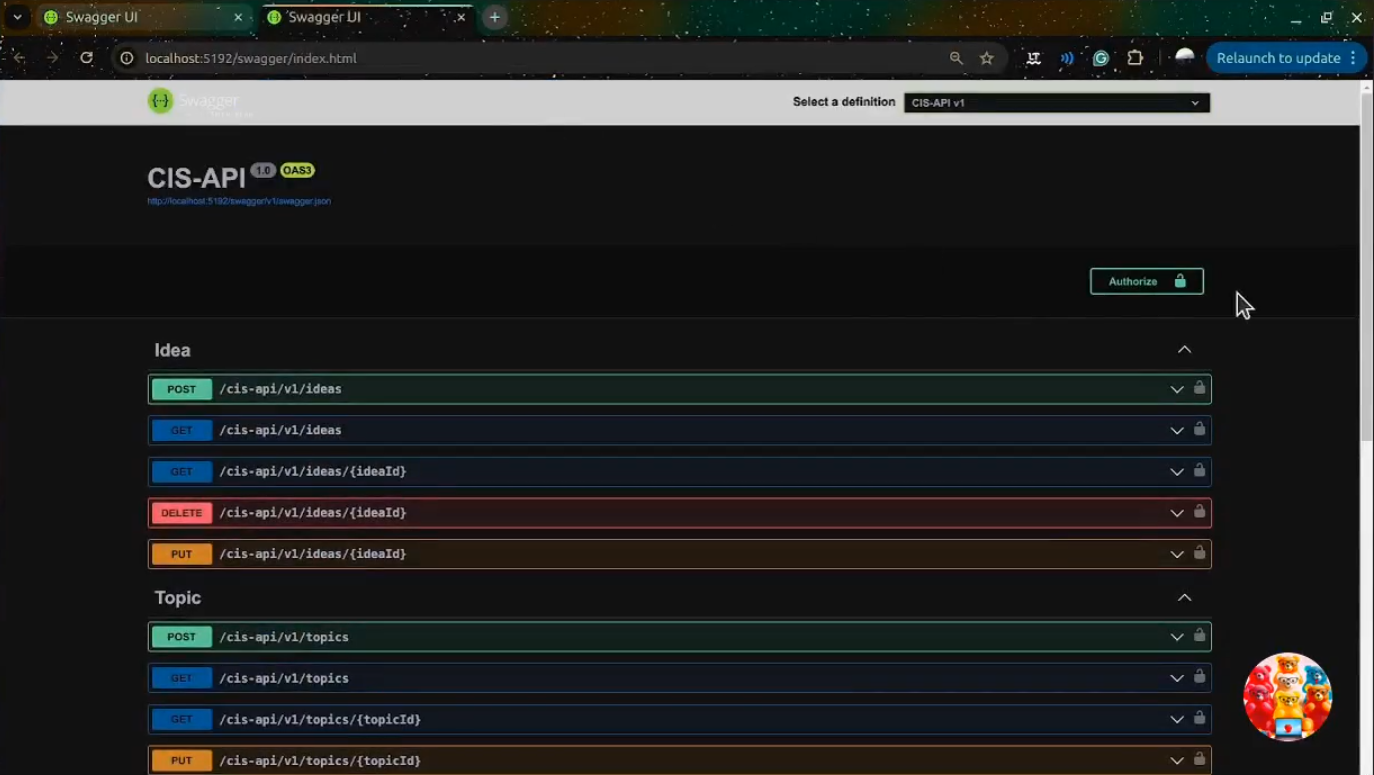 Swagger UI
Swagger UI
localhost:5192/swagger/index.html
Relaunch to update
Swagger
Select a definition
CIS-API v1
CIS-API 1.0 OAS3
http://localhost:5192/swagger/v1/swagger.json
Authorize
Idea
POST /cis-api/v1/ideas
GET /cis-api/v1/ideas
GET /cis-api/v1/ideas/{ideaId}
DELETE /cis-api/v1/ideas/{ideaId}
PUT /cis-api/v1/ideas/{ideaId}
Topic
POST /cis-api/v1/topics
GET /cis-api/v1/topics
GET /cis-api/v1/topics/{topicId}
PUT /cis-api/v1/topics/{topicId}